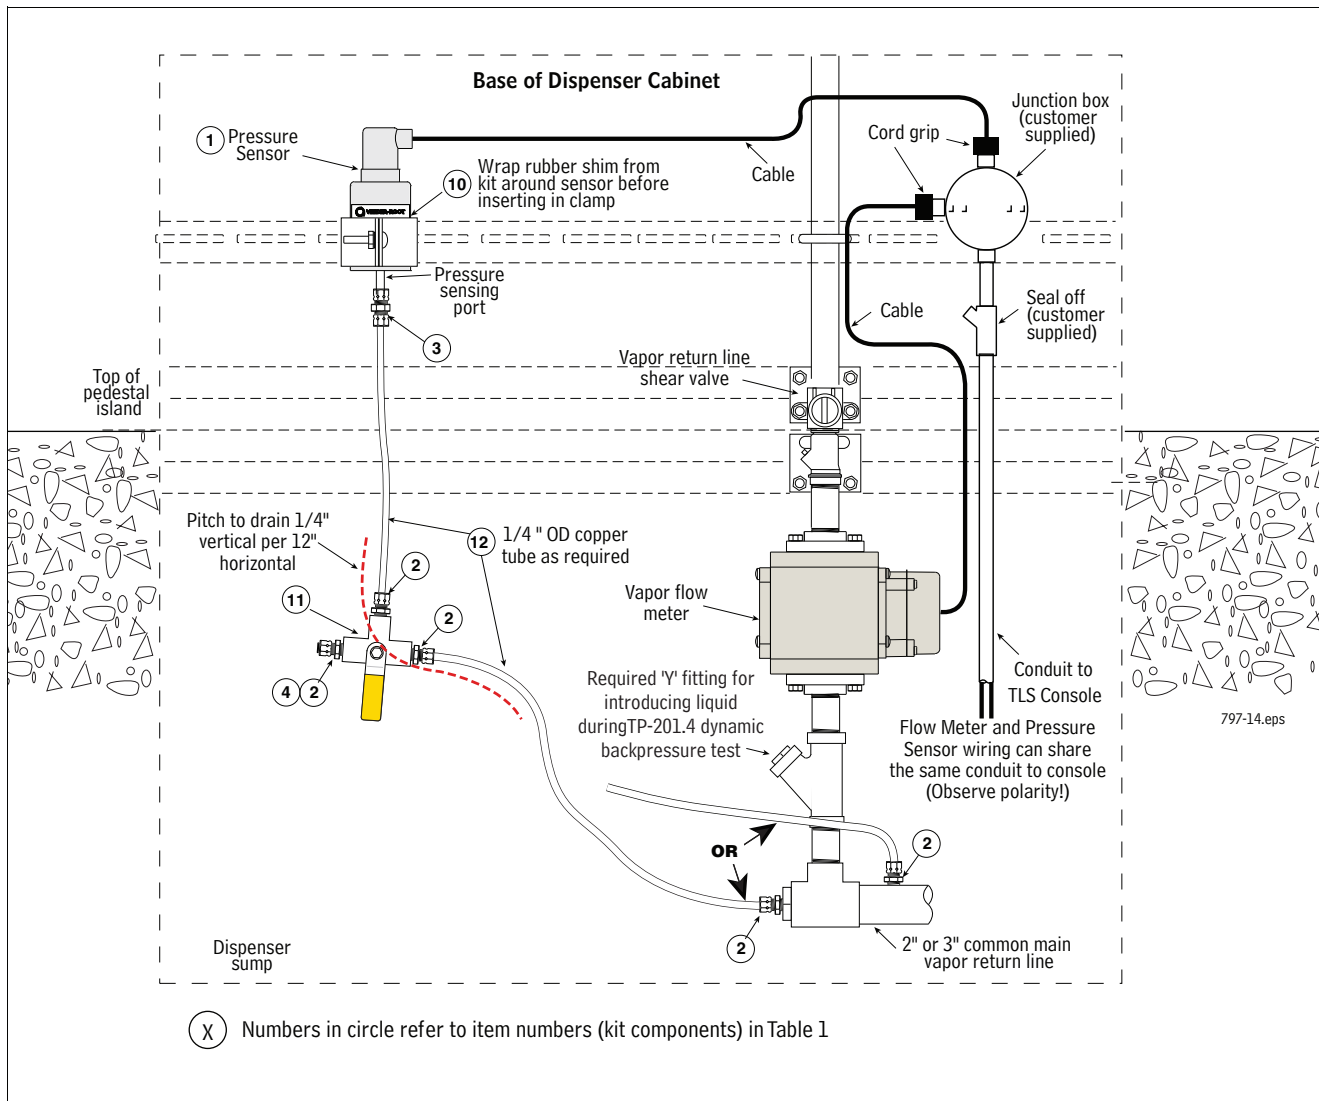 Base of Dispenser Cabinet
1
Pressure
Sensor
10
Wrap rubber shim from
kit around sensor before
inserting in clamp
VEEDER-ROOT
Cable
Cord grip
Junction box
(customer
supplied)
Pressure
sensing
port
3
Cable
Seal off
(customer
supplied)
Top of
pedestal
island
Vapor return line
shear valve
Pitch to drain 1/4"
vertical per 12"
horizontal
12
1/4 " OD copper
tube as required
2
11
2
4
2
Vapor flow
meter
Required 'Y' fitting for
introducing liquid
duringTP-201.4 dynamic
backpressure test
Conduit to
TLS Console
Flow Meter and Pressure
Sensor wiring can share
the same conduit to console
(Observe polarity!)
797-14.eps
OR
2
2
2" or 3" common main
vapor return line
Dispenser
sump
X
Numbers in circle refer to item numbers (kit components) in Table 1